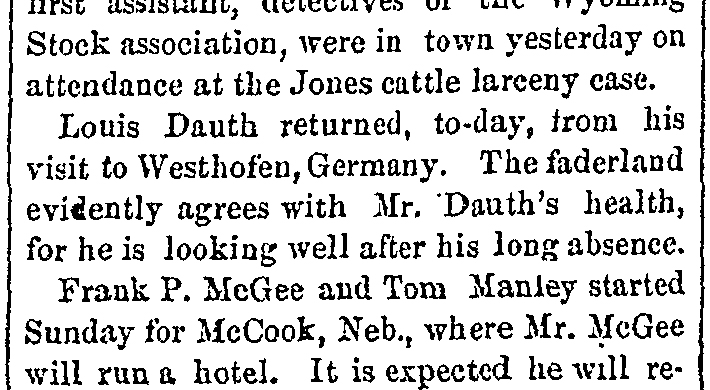 first assistant, detectives of the Wyoming
Stock association, were in town yesterday on
attendance at the Jones cattle larceny case.
Louis Dauth returned, to-day, from his
visit to Westhofen, Germany. The faderland
evidently agrees with Mr. Dauth's health,
for he is looking well after his long absence.
Frank P. McGee and Tom Manley started
Sunday for McCook, Neb., where Mr. McGee
will run a hotel. It is expected he will re-